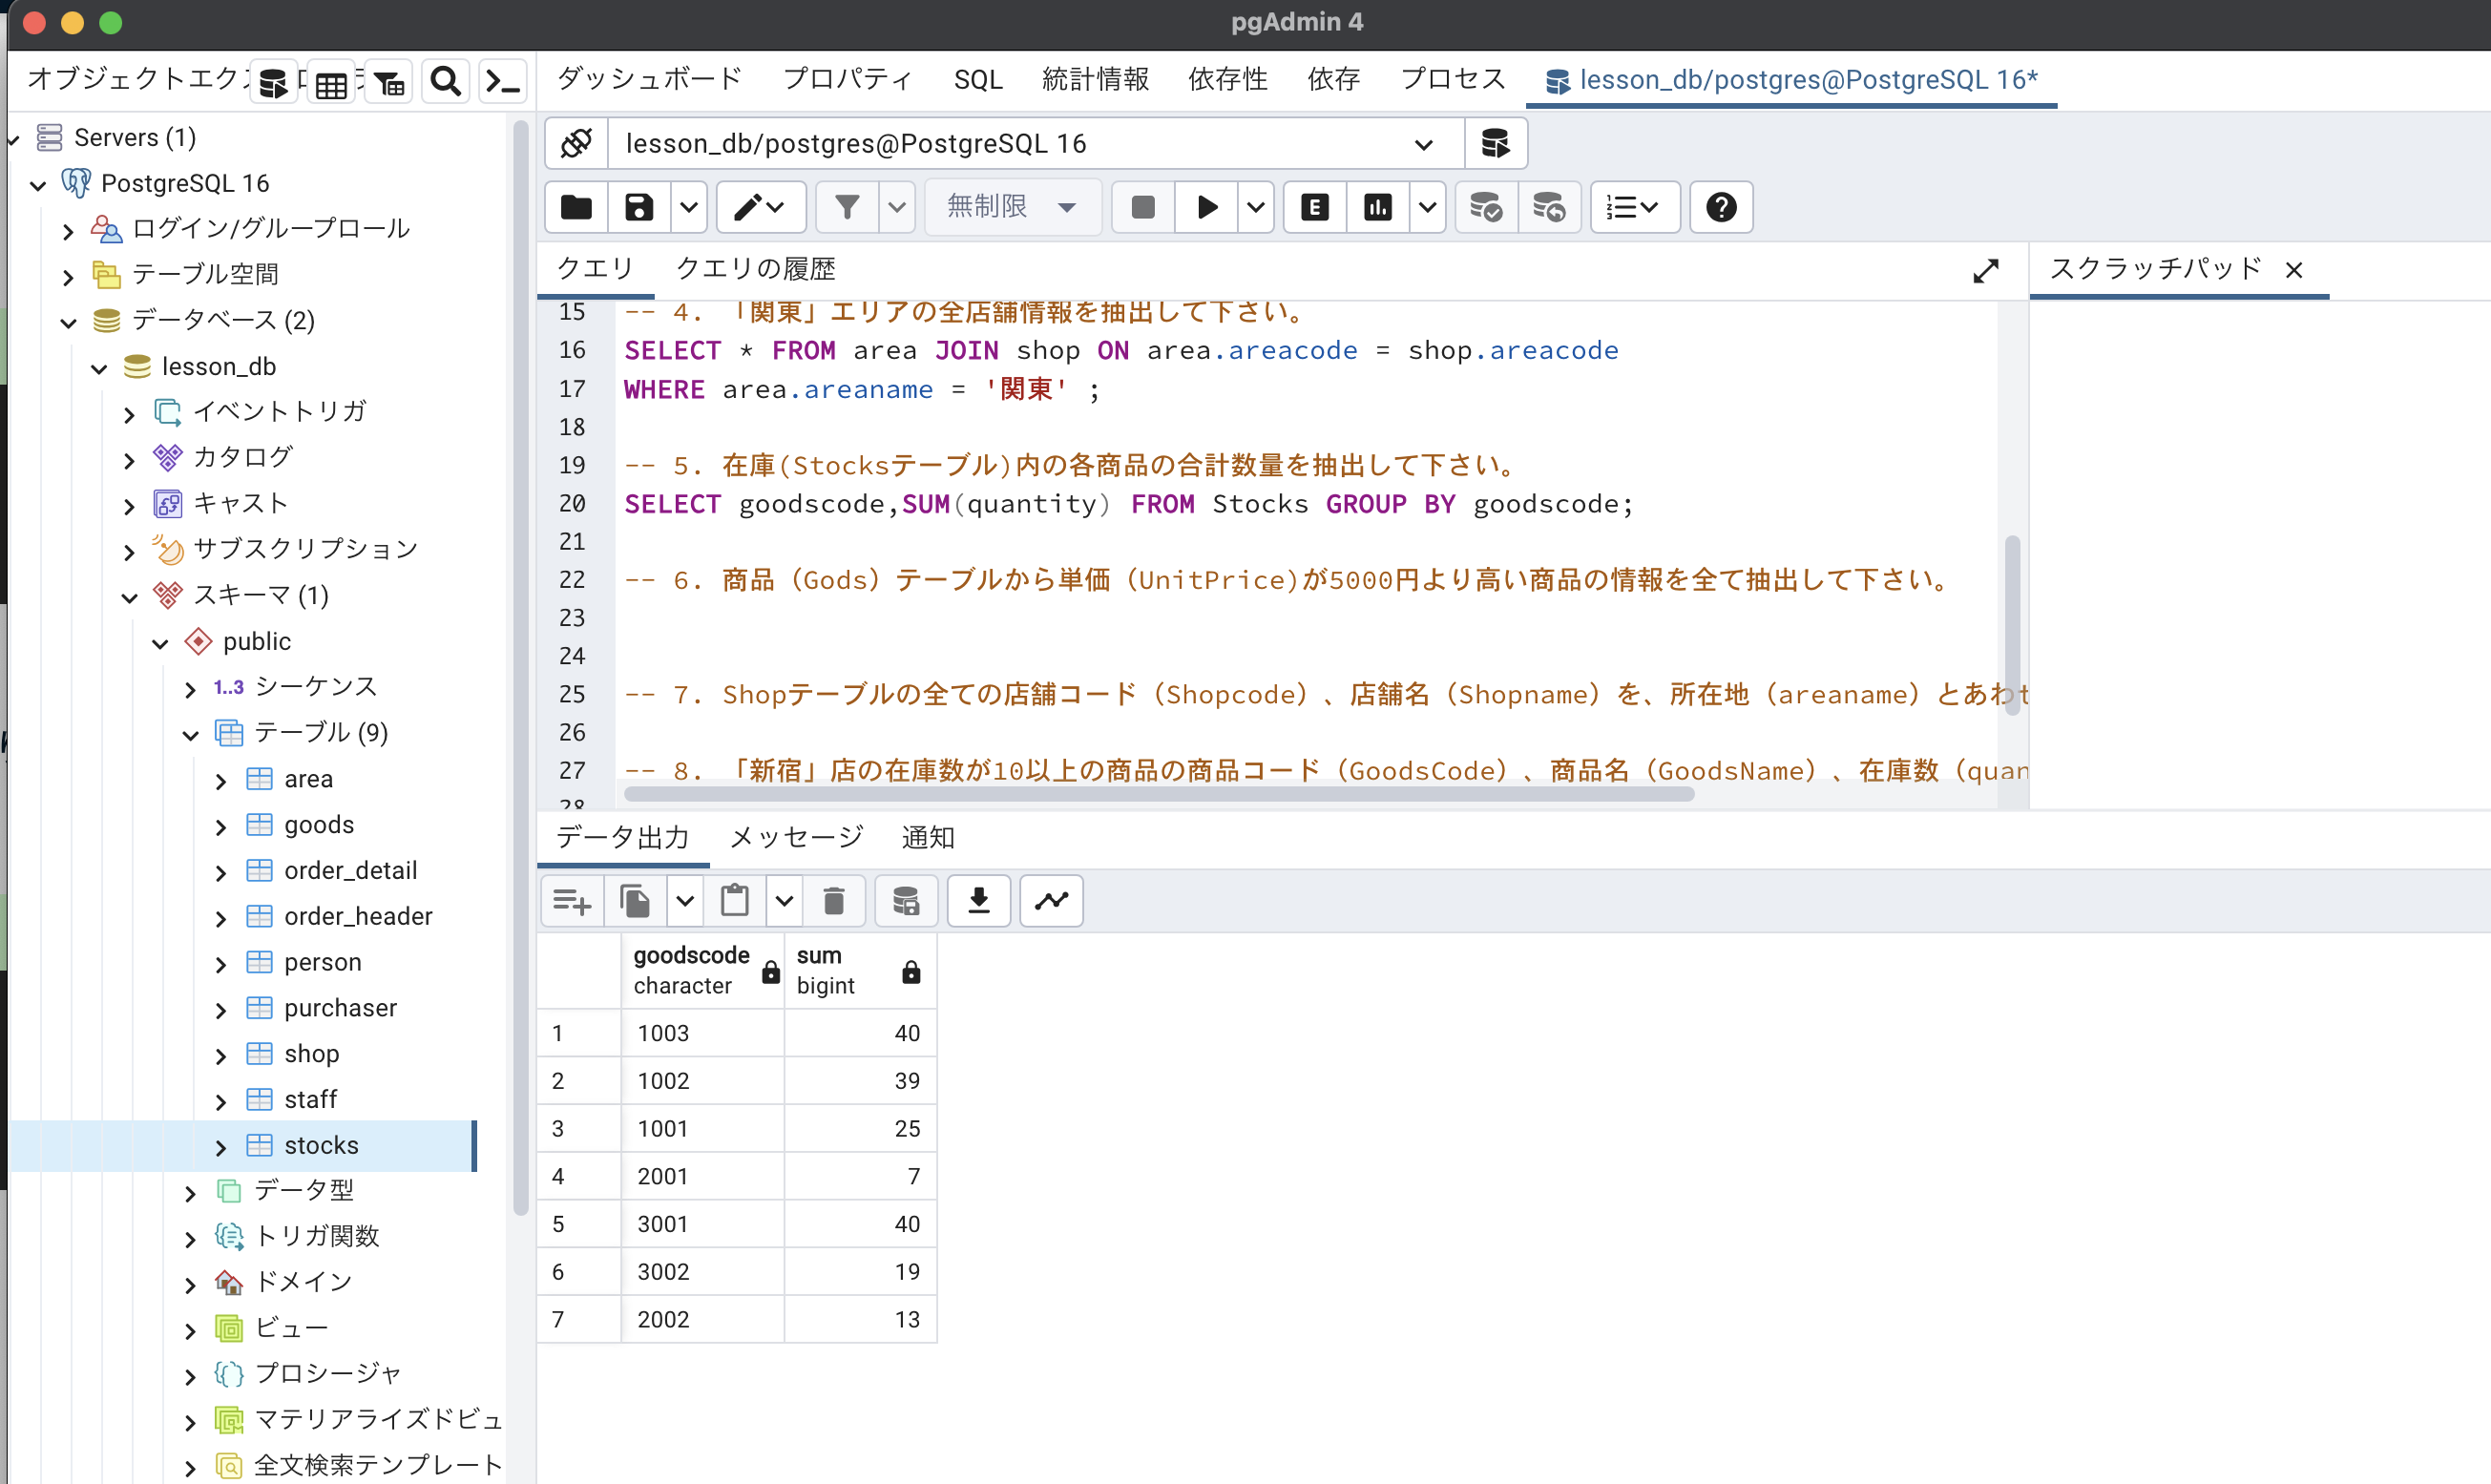 pgAdmin 4
オブジェクトエクス
ダッシュボード プロパティ SQL 統計情報 依存性 依存 プロセス lesson_db/postgres@PostgreSQL 16*
Servers (1)
PostgreSQL 16
ログイン/グループロール
テーブル空間
データベース (2)
lesson_db
イベントトリガ
カタログ
キャスト
サブスクリプション
スキーマ (1)
public
1..3 シーケンス
テーブル (9)
area
goods
order_detail
order_header
person
purchaser
shop
staff
stocks
データ型
トリガ関数
ドメイン
ビュー
プロシージャ
マテリアライズドビュ
全文検索テンプレート
lesson_db/postgres@PostgreSQL 16
無制限 E
クエリ クエリの履歴 スクラッチパッド
15 -- 4. 「関東」エリアの全店舗情報を抽出して下さい。
16 SELECT * FROM area JOIN shop ON area.areacode = shop.areacode
17 WHERE area.areaname = '関東' ;
18
19 -- 5. 在庫(Stocksテーブル)内の各商品の合計数量を抽出して下さい。
20 SELECT goodscode,SUM(quantity) FROM Stocks GROUP BY goodscode;
21
22 -- 6. 商品（Gods）テーブルから単価（UnitPrice)が5000円より高い商品の情報を全て抽出して下さい。
23
24
25 -- 7. Shopテーブルの全ての店舗コード（Shopcode）、店舗名（Shopname）を、所在地（areaname）とあわせ
26
27 -- 8. 「新宿」店の在庫数が10以上の商品の商品コード（GoodsCode）、商品名（GoodsName）、在庫数（quan
28
データ出力 メッセージ 通知
goodscode sum
character bigint
1 1003 40
2 1002 39
3 1001 25
4 2001 7
5 3001 40
6 3002 19
7 2002 13